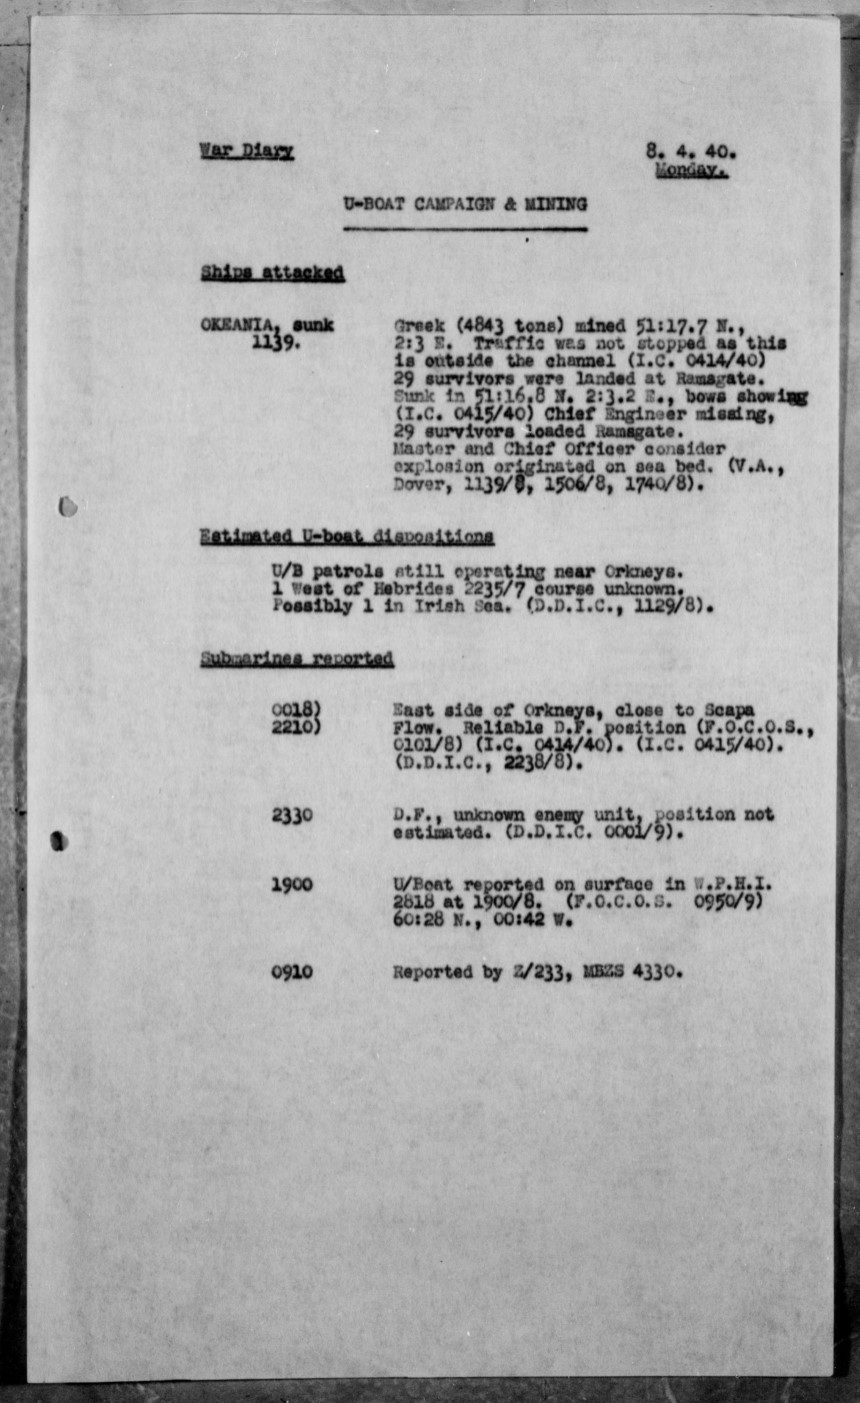 War Diary
8. 4. 40.
Monday.
U-BOAT CAMPAIGN & MINING
Ships attacked
OKEANIA, sunk
1139.
Greek (4843 tons) mined 51:17.7 N.,
2:3 E. Traffic was not stopped as this
is outside the channel (I.C. 0414/40)
29 survivors were landed at Ramsgate.
Sunk in 51:16.8 N. 2:3.2 E., bows showing
(I.C. 0415/40) Chief Engineer missing,
29 survivors loaded Ramsgate.
Master and Chief Officer consider
explosion originated on sea bed. (V.A.,
Dover, 1139/8, 1506/8, 1740/8).
Estimated U-boat dispositions
U/B patrols still operating near Orkneys.
1 West of Hebrides 2235/7 course unknown.
Possibly 1 in Irish Sea. (D.D.I.C., 1129/8).
Submarines reported
0018)
2210)
East side of Orkneys, close to Scapa
Flow. Reliable D.F. position (F.O.C.O.S.,
0101/8) (I.C. 0414/40). (I.C. 0415/40).
(D.D.I.C., 2238/8).
2330
D.F., unknown enemy unit, position not
estimated. (D.D.I.C. 0001/9).
1900
U/Boat reported on surface in W.P.H.I.
2818 at 1900/8. (F.O.C.O.S. 0950/9)
60:28 N., 00:42 W.
0910
Reported by Z/233, MBZS 4330.